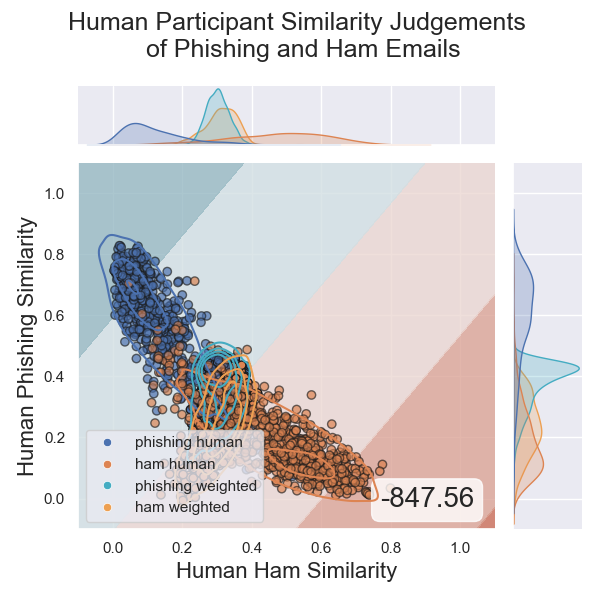 Human Participant Similarity Judgements
of Phishing and Ham Emails
1.0
0.8
0.6
0.4
0.2
0.0
Human Phishing Similarity
phishing human
ham human
phishing weighted
ham weighted
-847.56
0.0 0.2 0.4 0.6 0.8 1.0
Human Ham Similarity